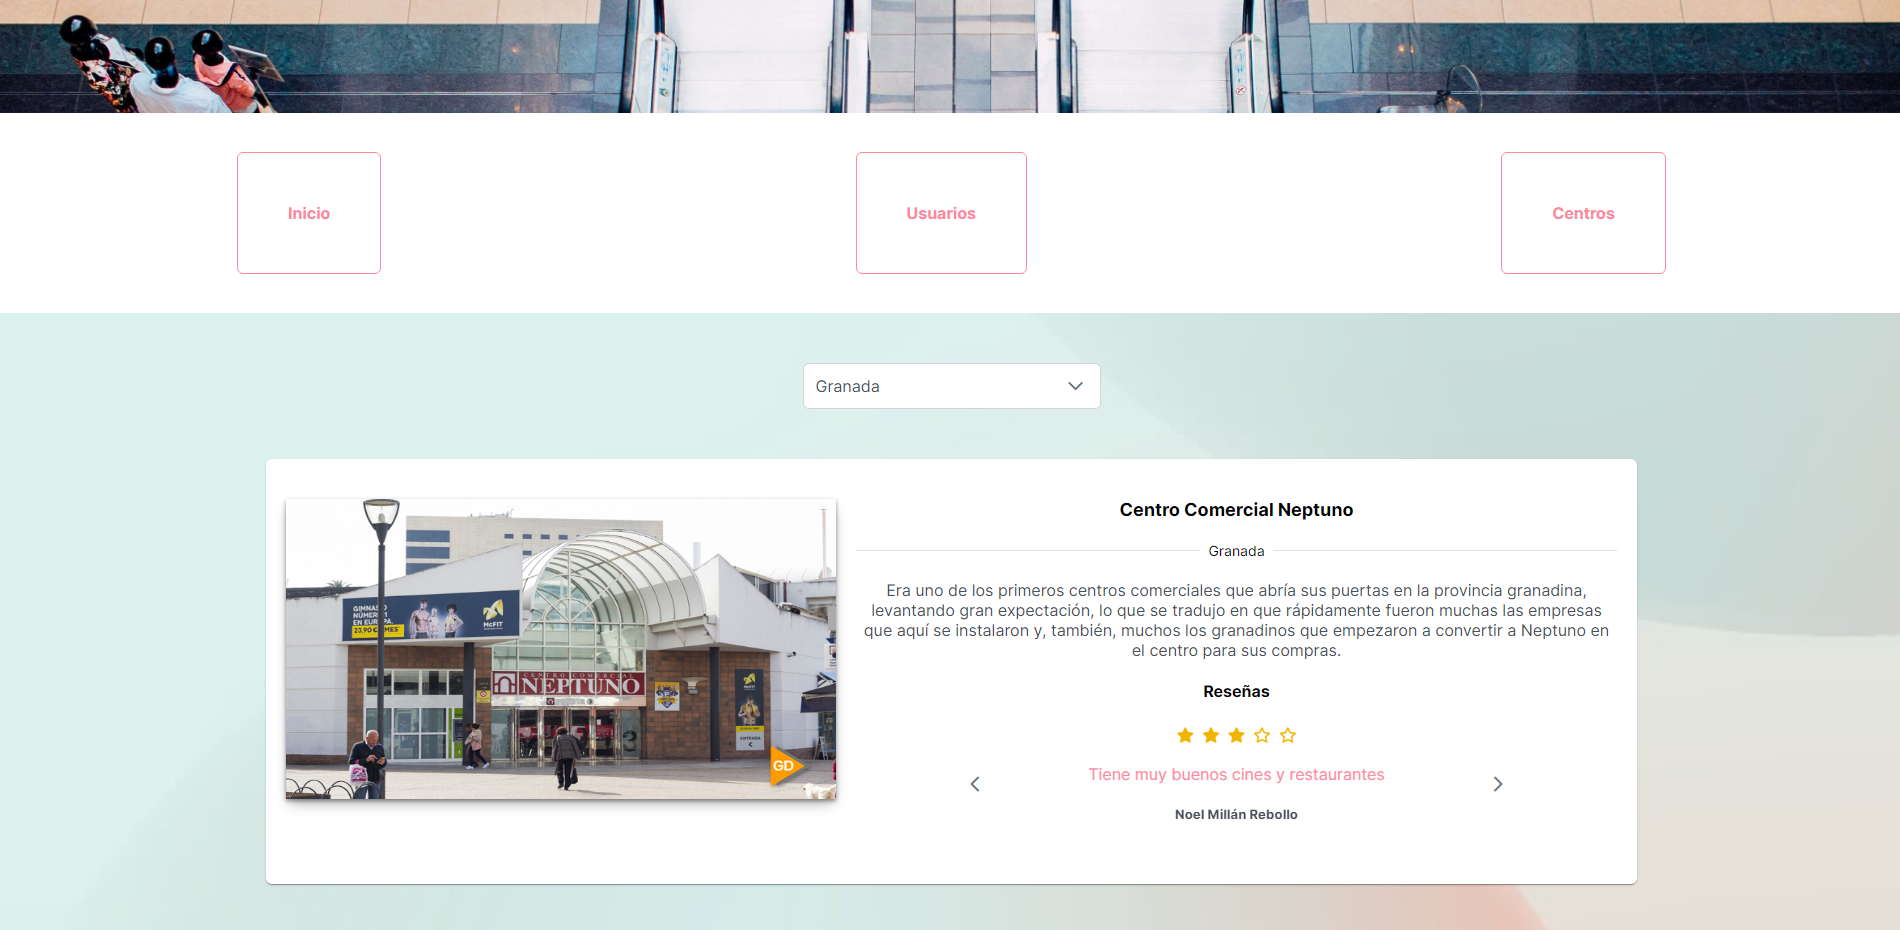 Inicio
Usuarios
Centros
Granada
Centro Comercial Neptuno
Granada
Era uno de los primeros centros comerciales que abría sus puertas en la provincia granadina,
levantando gran expectación, lo que se tradujo en que rápidamente fueron muchas las empresas
que aquí se instalaron y, también, muchos los granadinos que empezaron a convertir a Neptuno en
el centro para sus compras.
Reseñas
Tiene muy buenos cines y restaurantes
Noel Millán Rebollo
GIMNASIO
NÚMERO 1
EN EUROPA.
23,90 €/MES
McFIT
CENTRO COMERCIAL
NEPTUNO
McFIT
ENTRADA
GD